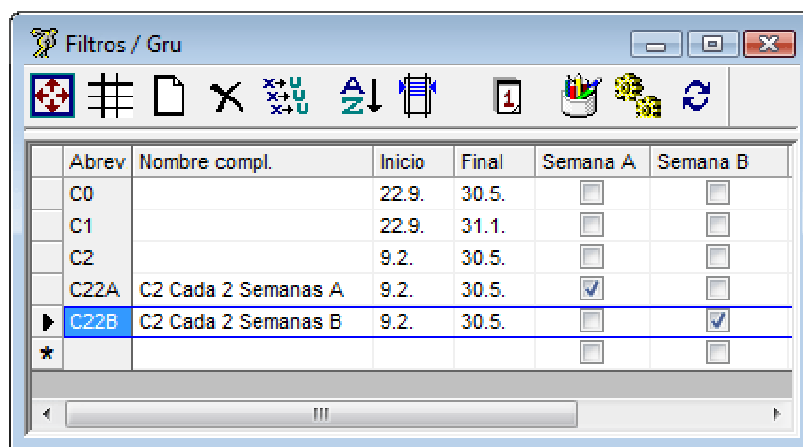 Filtros / Gru
Abrev Nombre compl. Inicio Final Semana A Semana B
C0 22.9. 30.5.
C1 22.9. 31.1.
C2 9.2. 30.5.
C22A C2 Cada 2 Semanas A 9.2. 30.5.
C22B C2 Cada 2 Semanas B 9.2. 30.5.